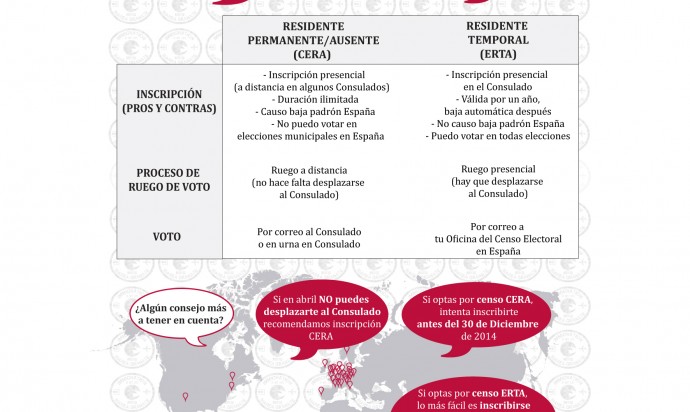 RESIDENTE
PERMANENTE/AUSENTE
(CERA)
RESIDENTE
TEMPORAL
(ERTA)
INSCRIPCIÓN
(PROS Y CONTRAS)
- Inscripción presencial
(a distancia en algunos Consulados)
- Duración ilimitada
- Causo baja padrón España
- No puedo votar en
elecciones municipales en España
- Inscripción presencial
en el Consulado
- Válida por un año,
baja automática después
- No causo baja padrón España
- Puedo votar en todas elecciones
PROCESO DE
RUEGO DE VOTO
Ruego a distancia
(no hace falta desplazarse
al Consulado)
Ruego presencial
(hay que desplazarse
al Consulado)
VOTO
Por correo al Consulado
o en urna en Consulado
Por correo a
tu Oficina del Censo Electoral
en España
¿Algún consejo más
a tener en cuenta?
Si en abril NO puedes
desplazarte al Consulado
recomendamos inscripción
CERA
Si optas por censo CERA,
intenta inscribirte
antes del 30 de Diciembre
de 2014
Si optas por censo ERTA,
lo más fácil es inscribirse